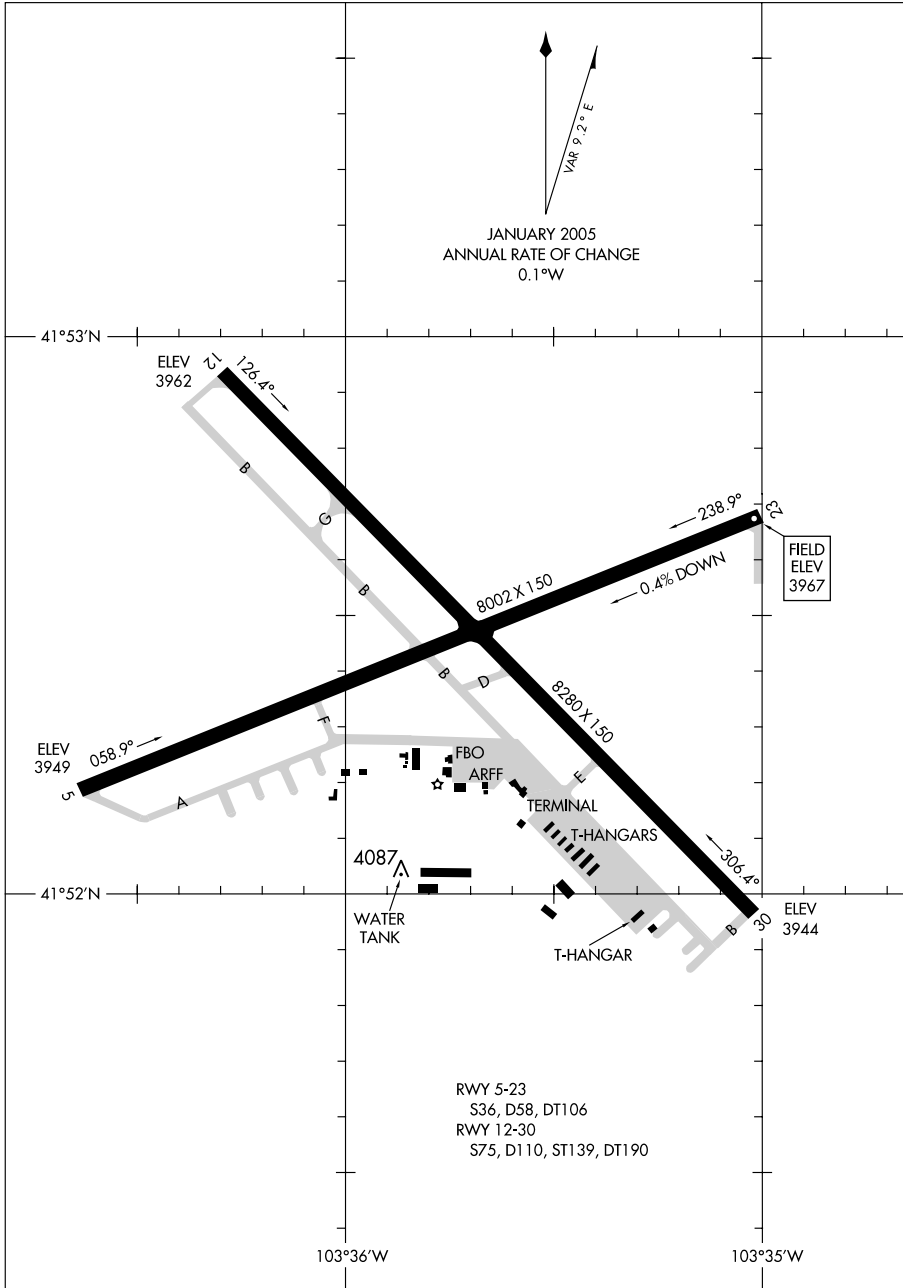 VAR 9.2° E
JANUARY 2005
ANNUAL RATE OF CHANGE
0.1°W
41°53'N
ELEV
3962
12
126.4°
B
G
B
238.9°
23
FIELD
ELEV
3967
0.4% DOWN
8002 X 150
B
D
8280 X 150
F
ELEV
3949
058.9°
5
A
FBO
ARFF
E
TERMINAL
T-HANGARS
4087
WATER
TANK
41°52'N
306.4°
ELEV
3944
30
B
T-HANGAR
RWY 5-23
S36, D58, DT106
RWY 12-30
S75, D110, ST139, DT190
103°36'W
103°35'W